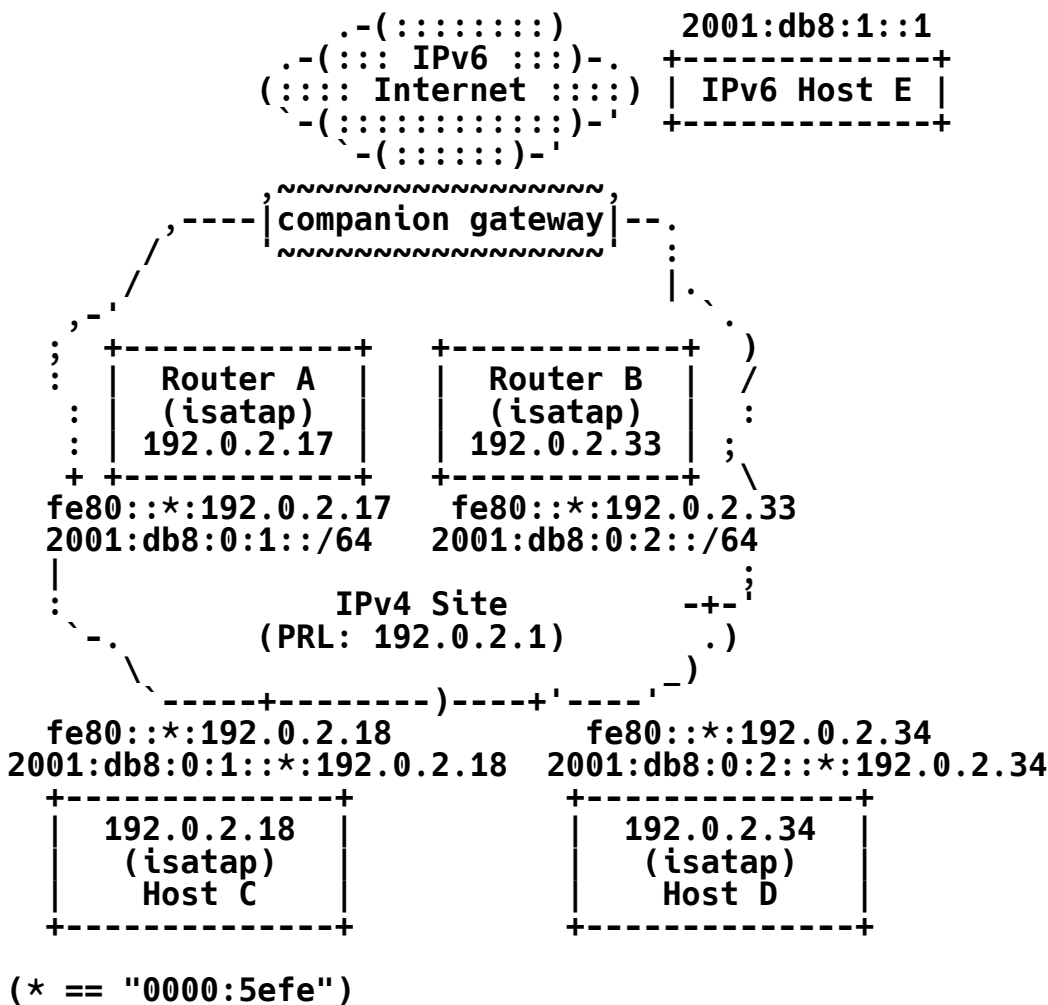 2001:db8:1::1
IPv6
Internet
IPv6 Host E
companion gateway
Router A Router B
(isatap) (isatap)
192.0.2.17 192.0.2.33
fe80::*:192.0.2.17 fe80::*:192.0.2.33
2001:db8:0:1::/64 2001:db8:0:2::/64
IPv4 Site
(PRL: 192.0.2.1)
fe80::*:192.0.2.18 fe80::*:192.0.2.34
2001:db8:0:1::*:192.0.2.18 2001:db8:0:2::*:192.0.2.34
192.0.2.18 192.0.2.34
(isatap) (isatap)
Host C Host D
(* == "0000:5efe")